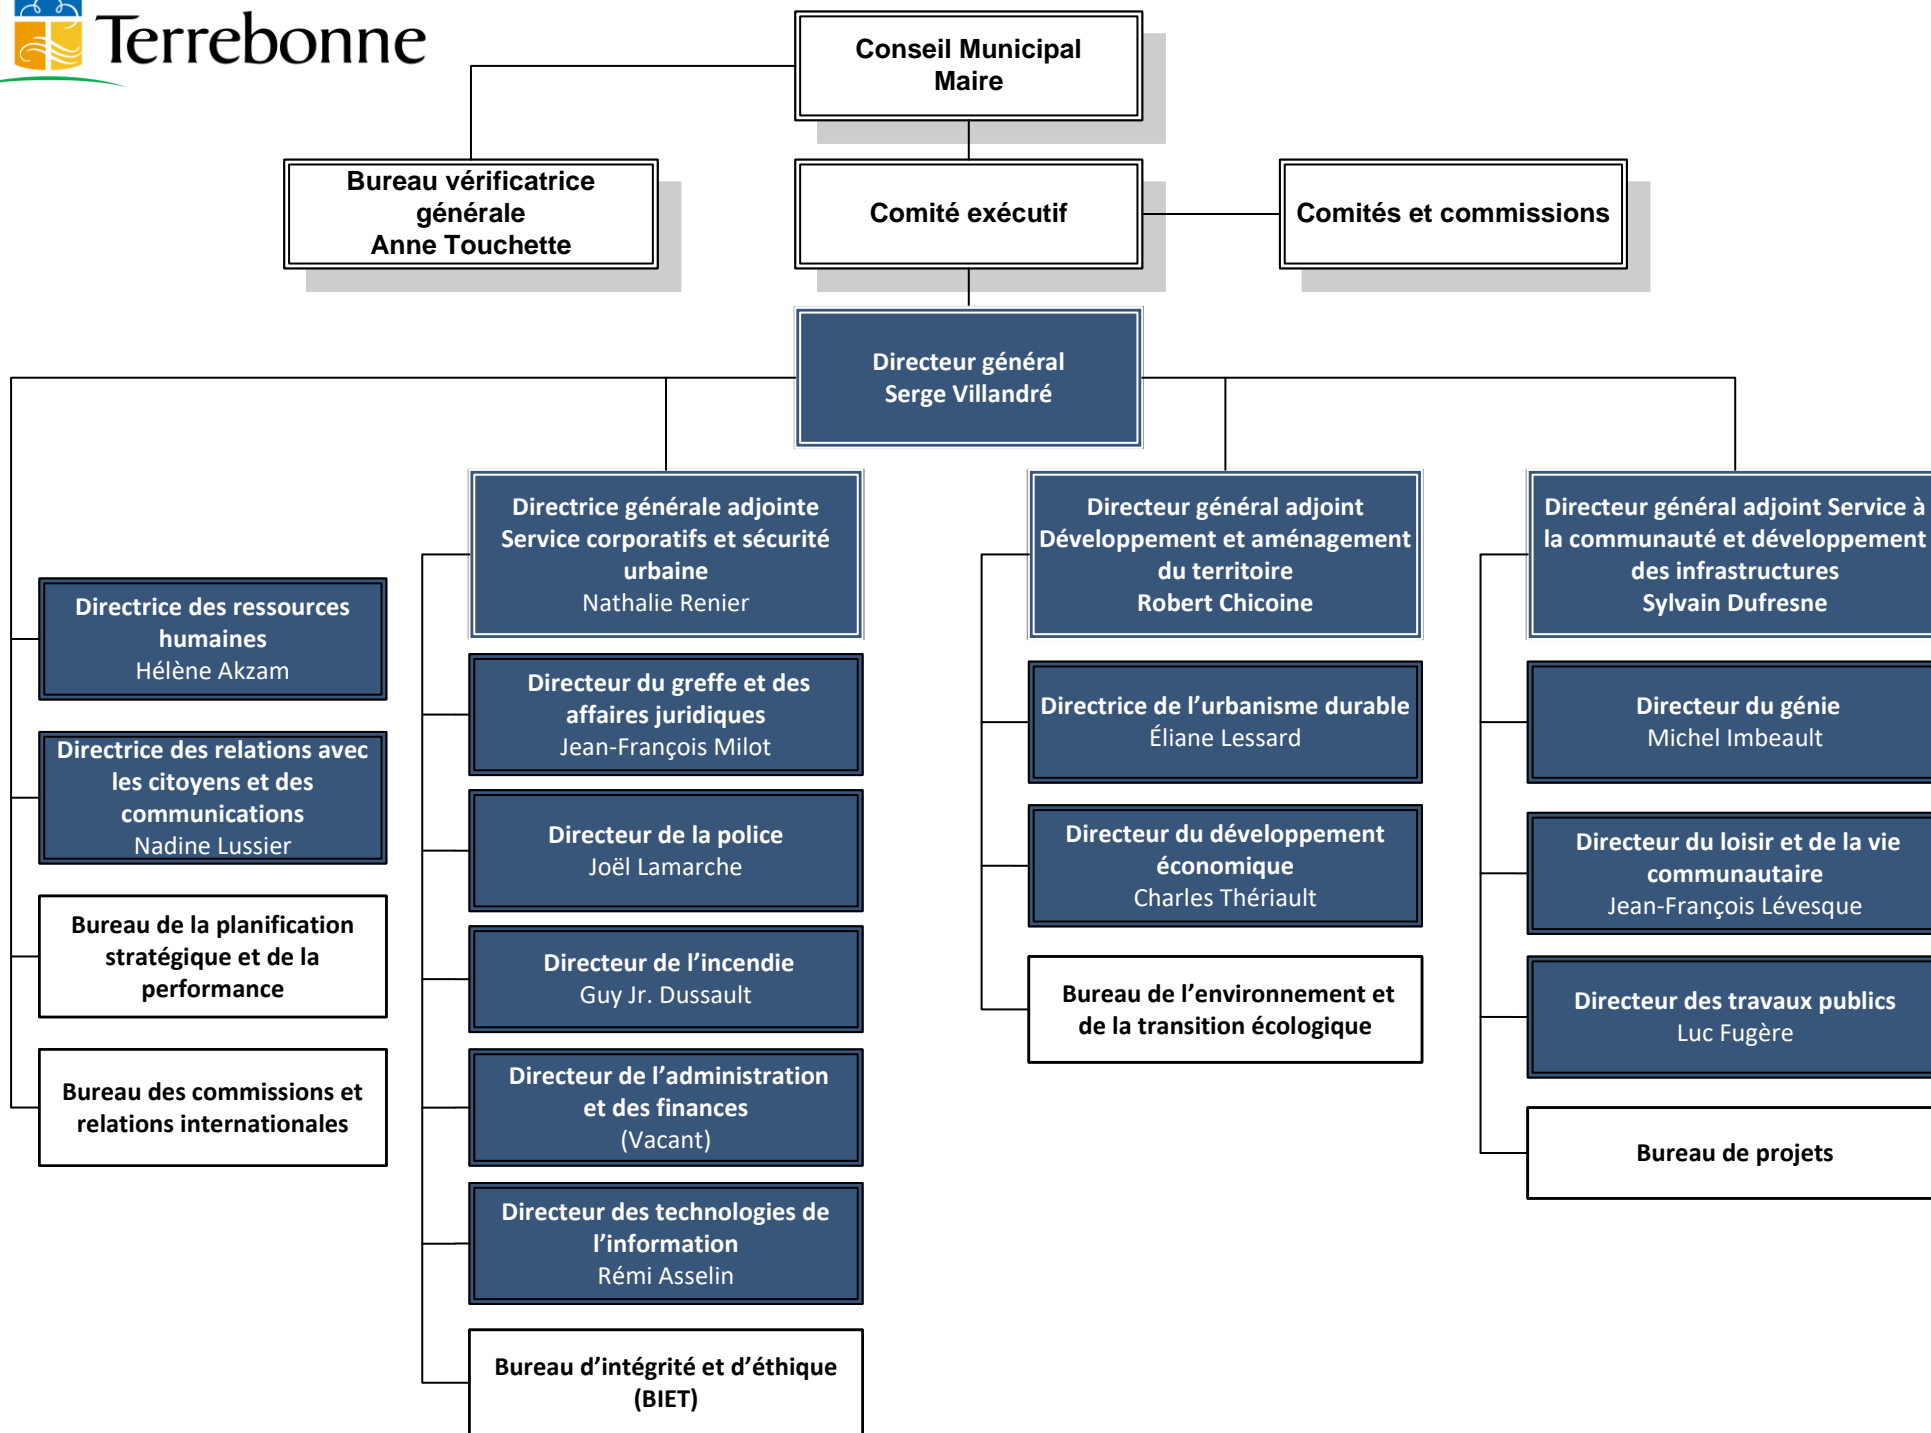 Terrebonne
Conseil Municipal
Maire
Bureau vérificatrice
générale
Anne Touchette
Comité exécutif
Comités et commissions
Directeur général
Serge Villandré
Directrice des ressources
humaines
Hélène Akzam
Directrice des relations avec
les citoyens et des
communications
Nadine Lussier
Bureau de la planification
stratégique et de la
performance
Bureau des commissions et
relations internationales
Directrice générale adjointe
Service corporatifs et sécurité
urbaine
Nathalie Renier
Directeur du greffe et des
affaires juridiques
Jean-François Milot
Directeur de la police
Joël Lamarche
Directeur de l’incendie
Guy Jr. Dussault
Directeur de l’administration
et des finances
(Vacant)
Directeur des technologies de
l’information
Rémi Asselin
Bureau d’intégrité et d’éthique
(BIET)
Directeur général adjoint
Développement et aménagement
du territoire
Robert Chicoine
Directrice de l’urbanisme durable
Éliane Lessard
Directeur du développement
économique
Charles Thériault
Bureau de l’environnement et
de la transition écologique
Directeur général adjoint Service à
la communauté et développement
des infrastructures
Sylvain Dufresne
Directeur du génie
Michel Imbeault
Directeur du loisir et de la vie
communautaire
Jean-François Lévesque
Directeur des travaux publics
Luc Fugère
Bureau de projets